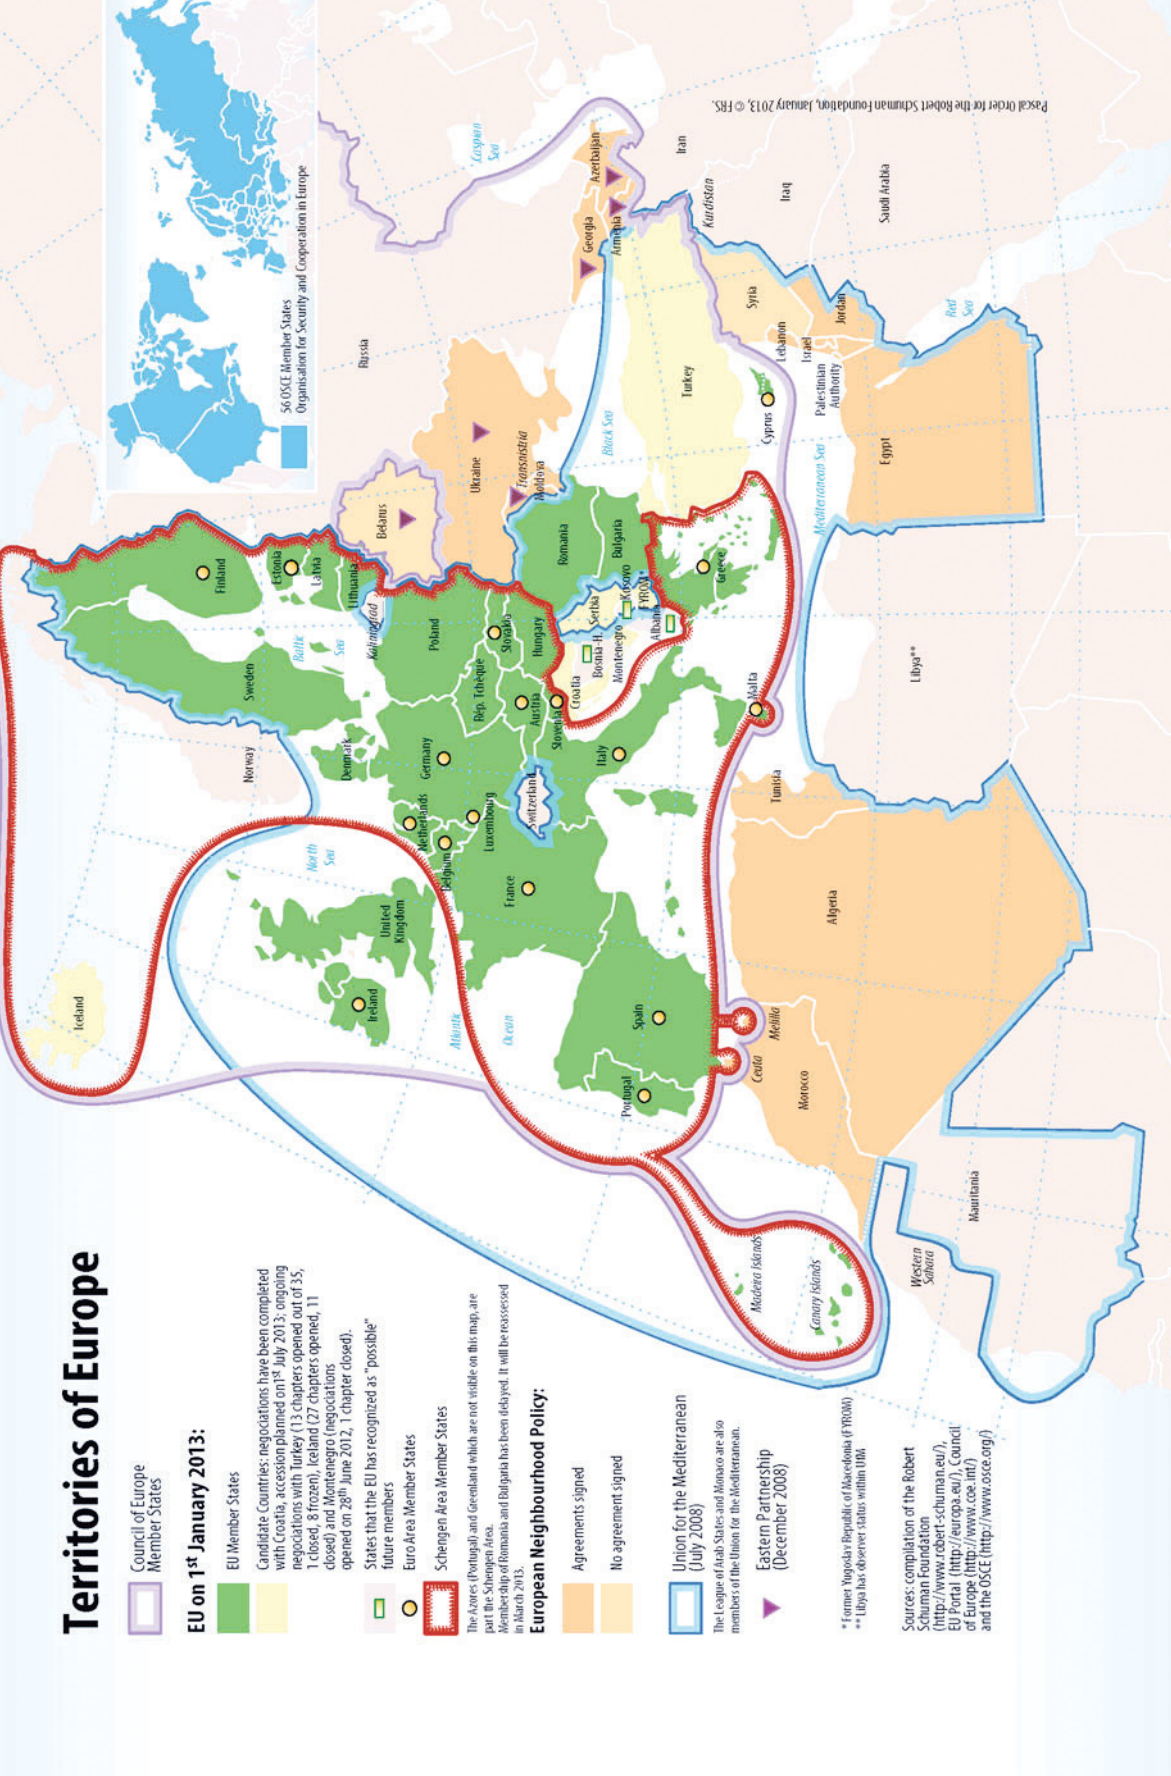 Territories of Europe
Council of Europe
Member States
EU on 1st January 2013:
EU Member States
Candidate Countries: negotiations have been completed
with Croatia, accession planned on 1st July 2013; ongoing
negotiations with Turkey (13 chapters opened out of 35,
1 closed, 8 frozen), Iceland (27 chapters opened, 11
closed) and Montenegro (negociations
opened on 28th June 2012, 1 chapter closed).
States that the EU has recognized as "possible"
future members
Euro Area Member States
Schengen Area Member States
The Azores (Portugal) and Greenland which are not visible on this map, are
part the Schengen Area.
Membership of Romania and Bulgaria has been delayed. It will be reassessed
in March 2013.
European Neighbourhood Policy:
Agreements signed
No agreement signed
Union for the Mediterranean
(July 2008)
The League of Arab States and Monaco are also
members of the Union for the Mediterranean.
Eastern Partnership
(December 2008)
* Former Yugoslav Republic of Macedonia (FYROM)
** Libya has observer status within UfM
Sources: compilation of the Robert
Schuman Foundation
(http://www.robert-schuman.eu/),
EU Portal (http://europa.eu/), Council
of Europe (http://www.coe.int/)
and the OSCE (http://www.osce.org/)
56 OSCE Member States
Organisation for Security and Cooperation in Europe
Iceland
Norway
Sweden
Finland
Estonia
Latvia
Lithuania
Kaliningrad
Baltic
Sea
North
Sea
Denmark
United
Kingdom
Ireland
Atlantic
Ocean
Netherlands
Belgium
Luxembourg
Germany
Poland
Belarus
Russia
Ukraine
Transnistria
Moldova
Rép. Tchèque
Slovakia
Hungary
Austria
Slovenia
Switzerland
France
Italy
Spain
Portugal
Croatia
Bosnia-H.
Serbia
Montenegro
Kosovo
FYROM*
Albania
Romania
Bulgaria
Greece
Black Sea
Caspian
Sea
Georgia
Armenia
Azerbaijan
Turkey
Cyprus
Malta
Mediterranean Sea
Syria
Lebanon
Israel
Palestinian
Authority
Jordan
Kurdistan
Iran
Iraq
Saudi Arabia
Red
Sea
Egypt
Libya**
Tunisia
Algeria
Morocco
Ceuta
Melilla
Madeira Islands
Canary Islands
Western
Sahara
Mauritania
Pascal Orcier for the Robert Schuman Foundation, January 2013, © FRS.